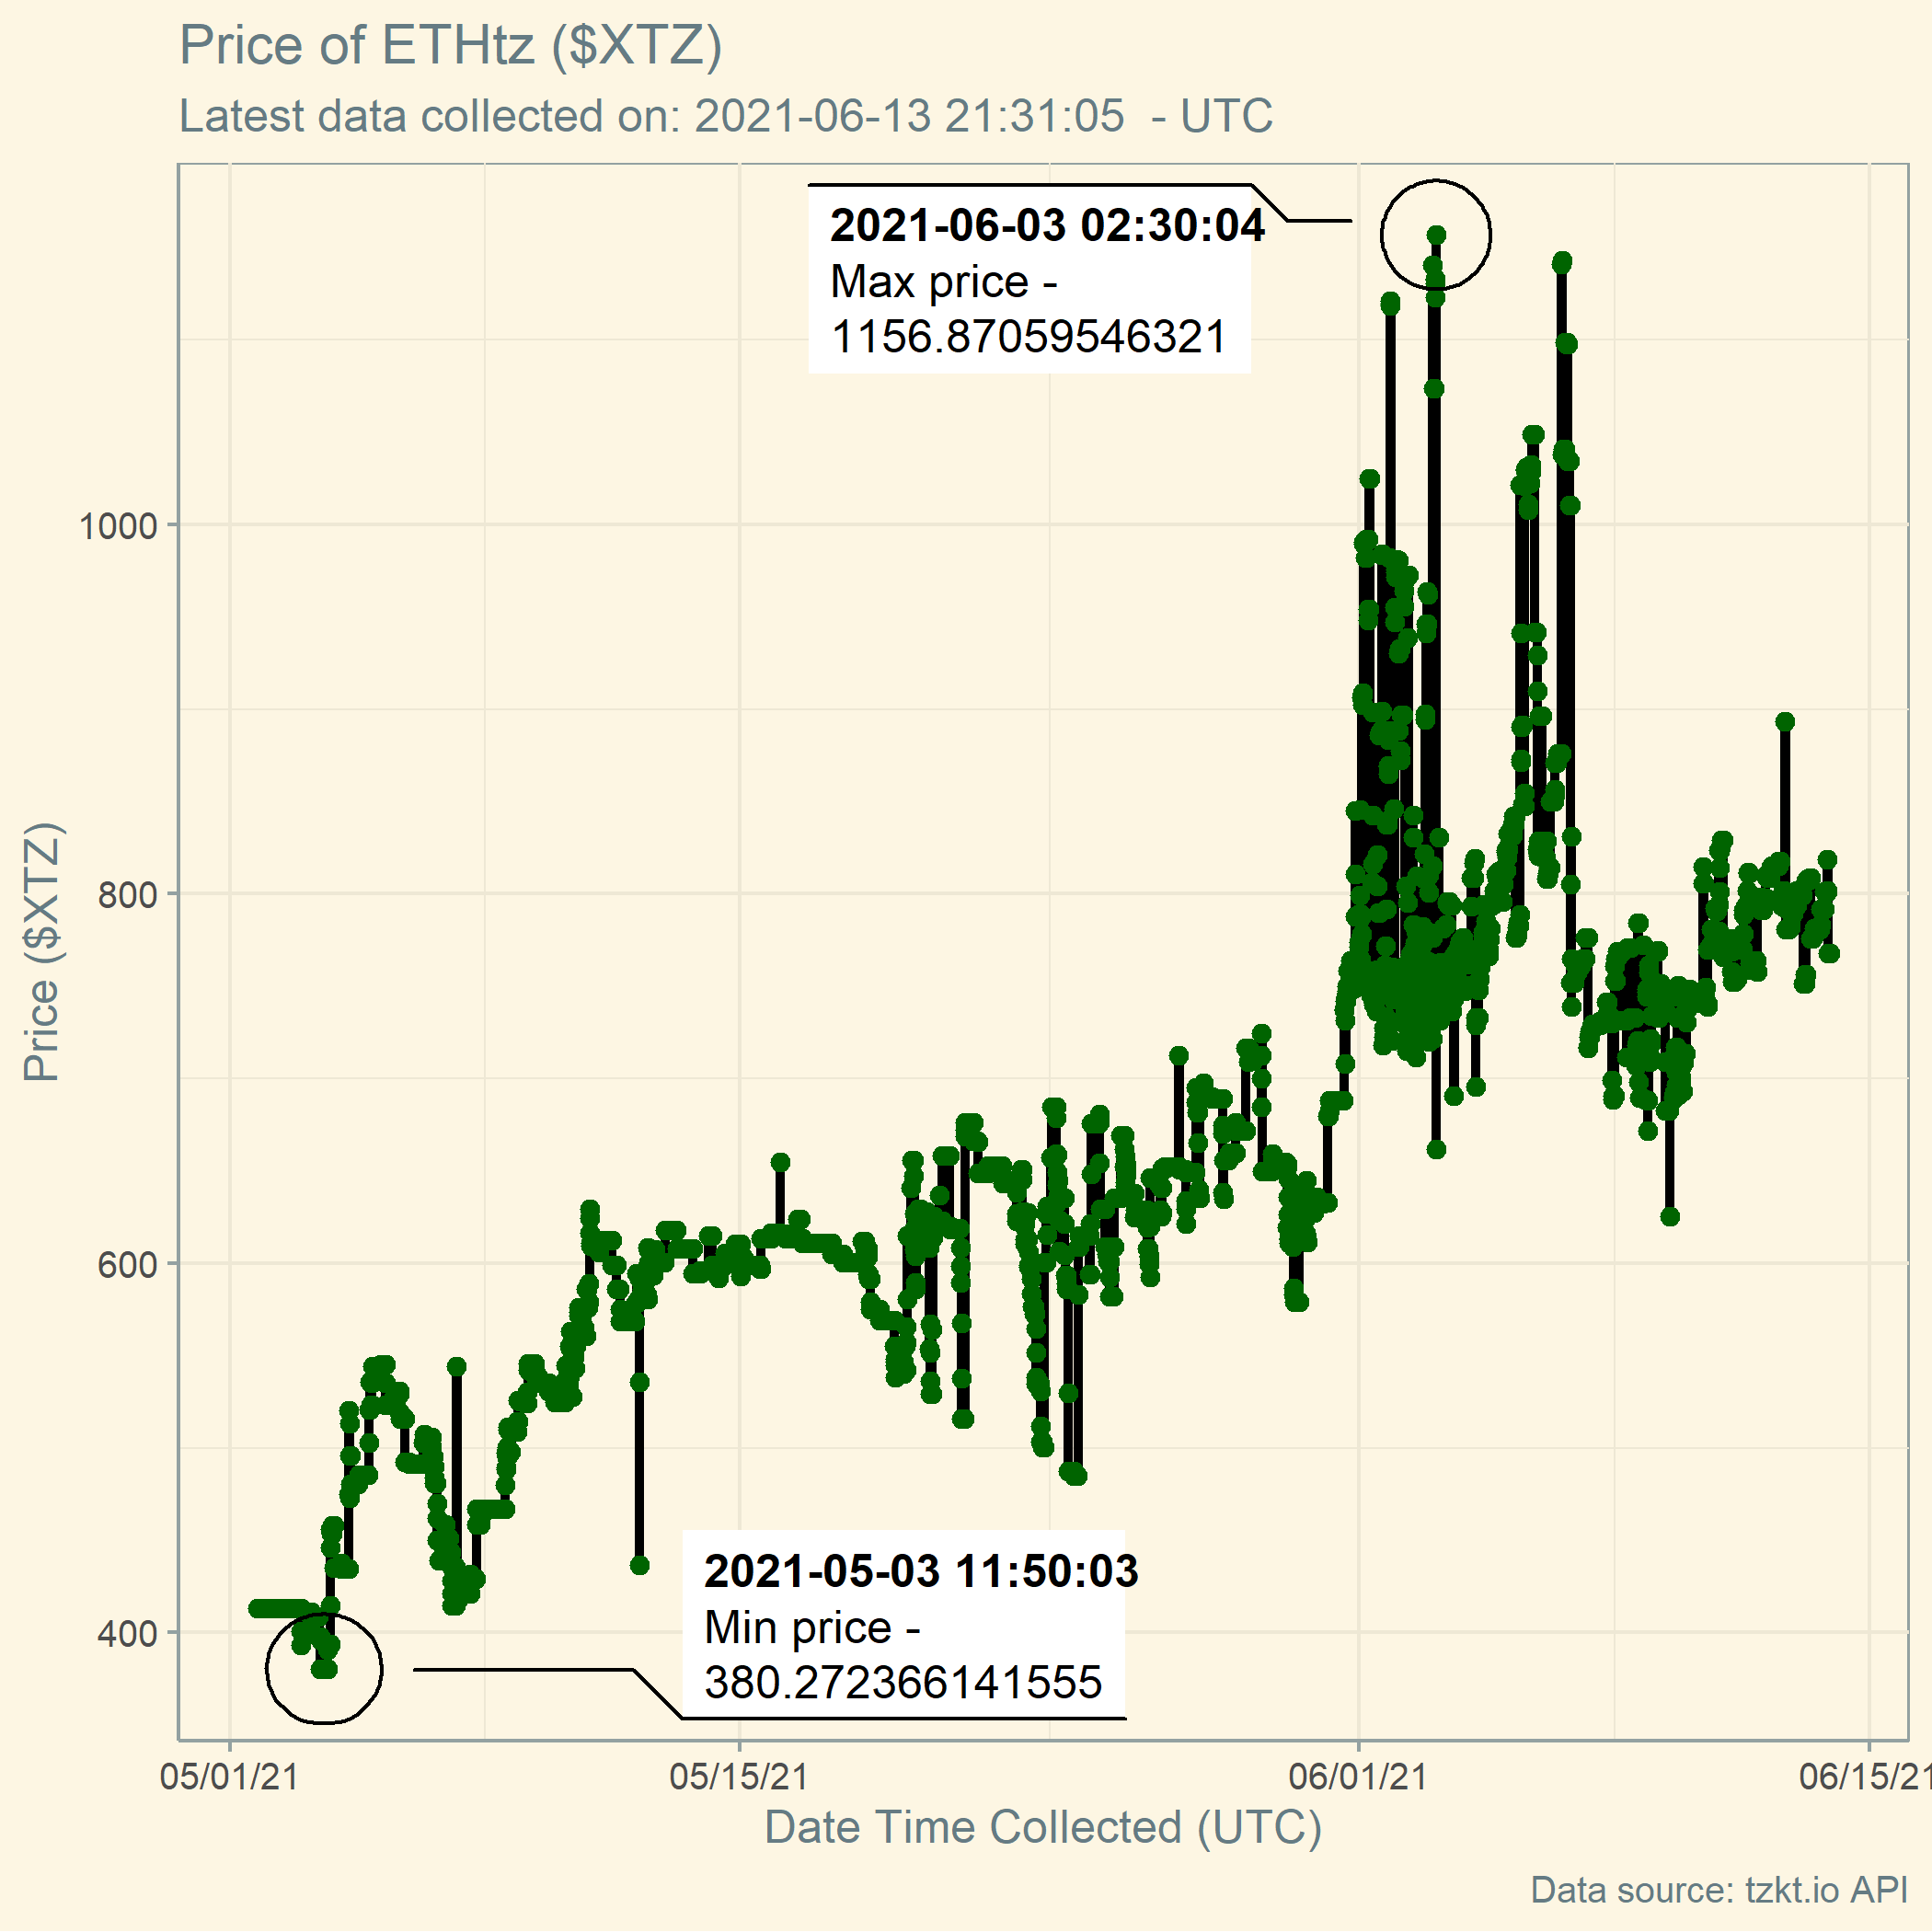 Price of ETHtz ($XTZ)
Latest data collected on: 2021-06-13 21:31:05  - UTC
2021-06-03 02:30:04
Max price -
1156.87059546321
1000
800
600
400
Price ($XTZ)
2021-05-03 11:50:03
Min price -
380.272366141555
05/01/21
05/15/21
06/01/21
06/15/21
Date Time Collected (UTC)
Data source: tzkt.io API